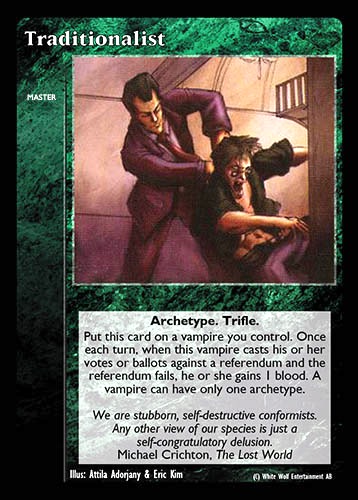 Traditionalist
MASTER
Archetype. Trifle.
Put this card on a vampire you control. Once
each turn, when this vampire casts his or her
votes or ballots against a referendum and the
referendum fails, he or she gains 1 blood. A
vampire can have only one archetype.
We are stubborn, self-destructive conformists.
Any other view of our species is just a
self-congratulatory delusion.
Michael Crichton, The Lost World
Illus: Attila Adorjany & Eric Kim
(C) White Wolf Entertainment AB